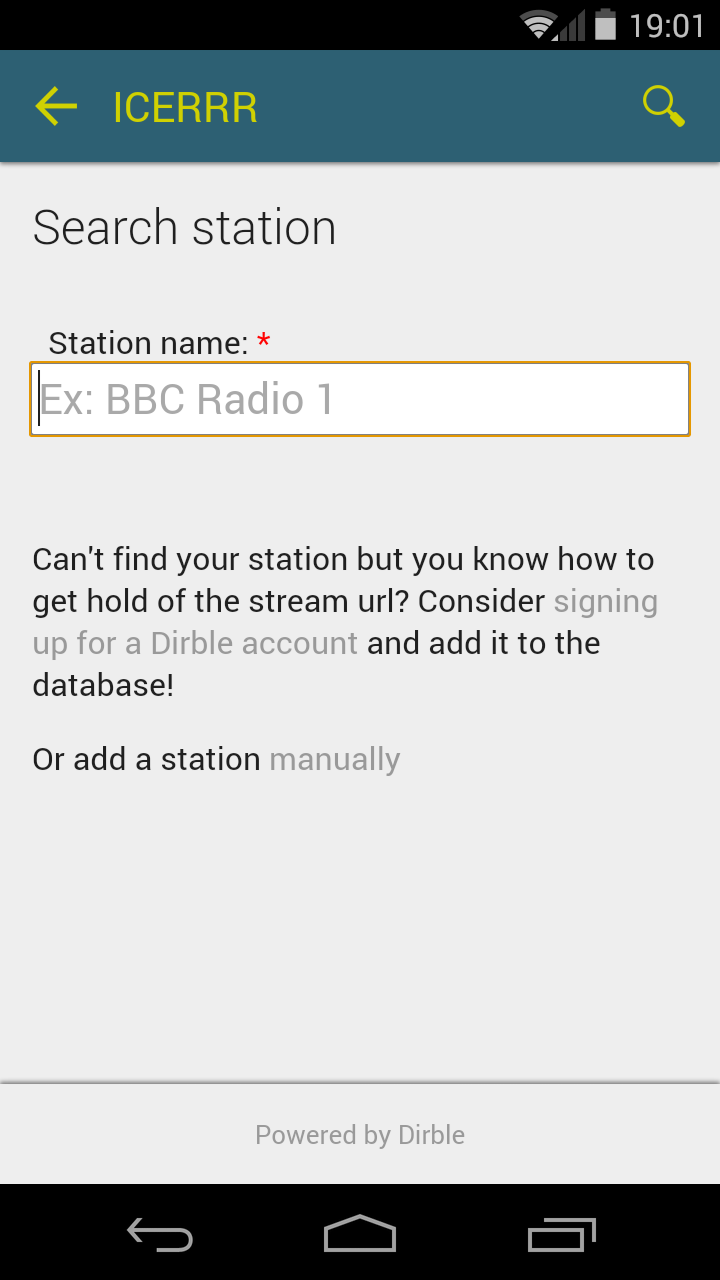 19:01
ICERRR
Search station
Station name: *
Ex: BBC Radio 1
Can't find your station but you know how to
get hold of the stream url? Consider signing
up for a Dirble account and add it to the
database!
Or add a station manually
Powered by Dirble